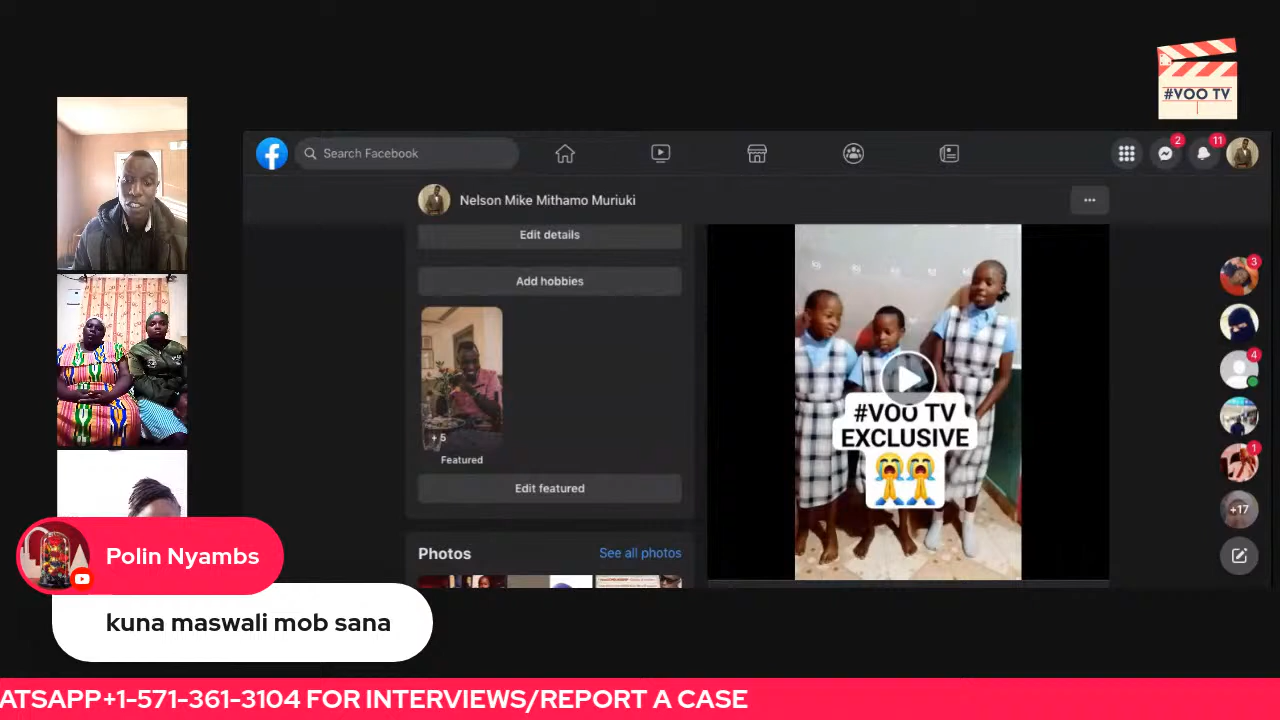 #VOO TV
Search Facebook
2
11
Nelson Mike Mithamo Muriuki
Edit details
Add hobbies
+ 5
Featured
Edit featured
Photos
See all photos
#VOO TV
EXCLUSIVE
3
4
1
+17
Polin Nyambs
kuna maswali mob sana
ATSAPP+1-571-361-3104 FOR INTERVIEWS/REPORT A CASE